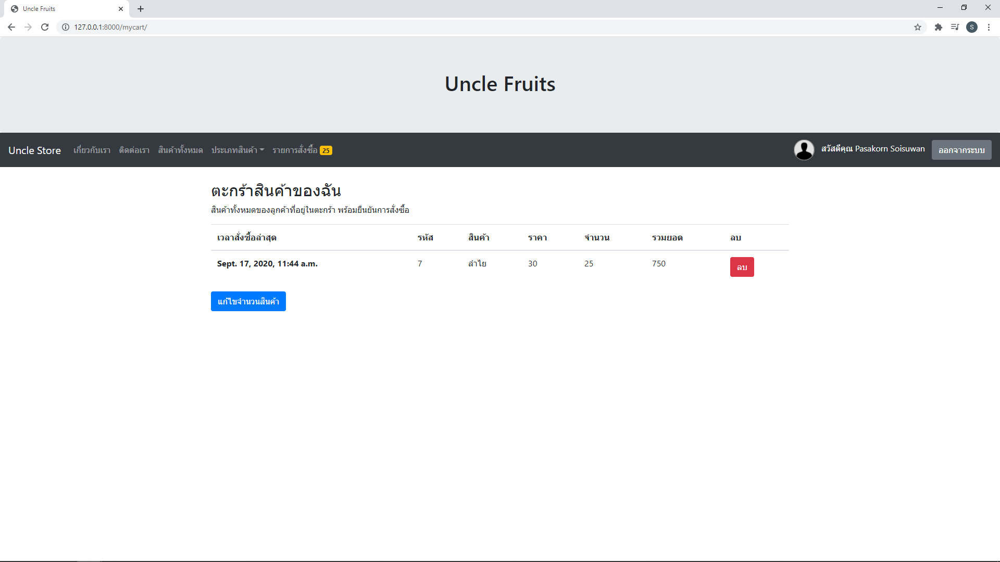 Uncle Fruits
127.0.0.1:8000/mycart/
S
Uncle Fruits
Uncle Store เกี่ยวกับเรา ติดต่อเรา สินค้าทั้งหมด ประเภทสินค้า รายการสั่งซื้อ 25 สวัสดีคุณ Pasakorn Soisuwan ออกจากระบบ
ตะกร้าสินค้าของฉัน
สินค้าทั้งหมดของลูกค้าที่อยู่ในตะกร้า พร้อมยืนยันการสั่งซื้อ
เวลาสั่งซื้อล่าสุด รหัส สินค้า ราคา จำนวน รวมยอด ลบ
Sept. 17, 2020, 11:44 a.m. 7 ลำไย 30 25 750 ลบ
แก้ไขจำนวนสินค้า